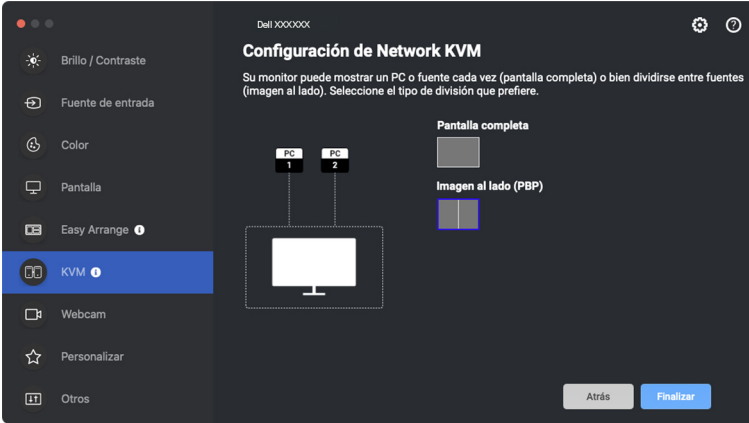 Dell XXXXXX
Configuración de Network KVM
Su monitor puede mostrar un PC o fuente cada vez (pantalla completa) o bien dividirse entre fuentes
(imagen al lado). Seleccione el tipo de división que prefiere.
Brillo / Contraste
Fuente de entrada
Color
Pantalla
Easy Arrange
KVM
Webcam
Personalizar
Otros
PC
1
PC
2
Pantalla completa
Imagen al lado (PBP)
Atrás
Finalizar